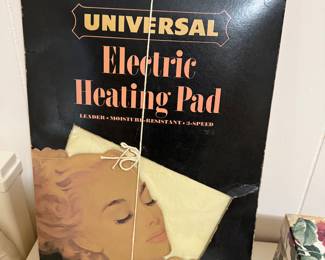 UNIVERSAL
Electric
Heating Pad
LEADER • MOISTURE-RESISTANT • 3-SPEED